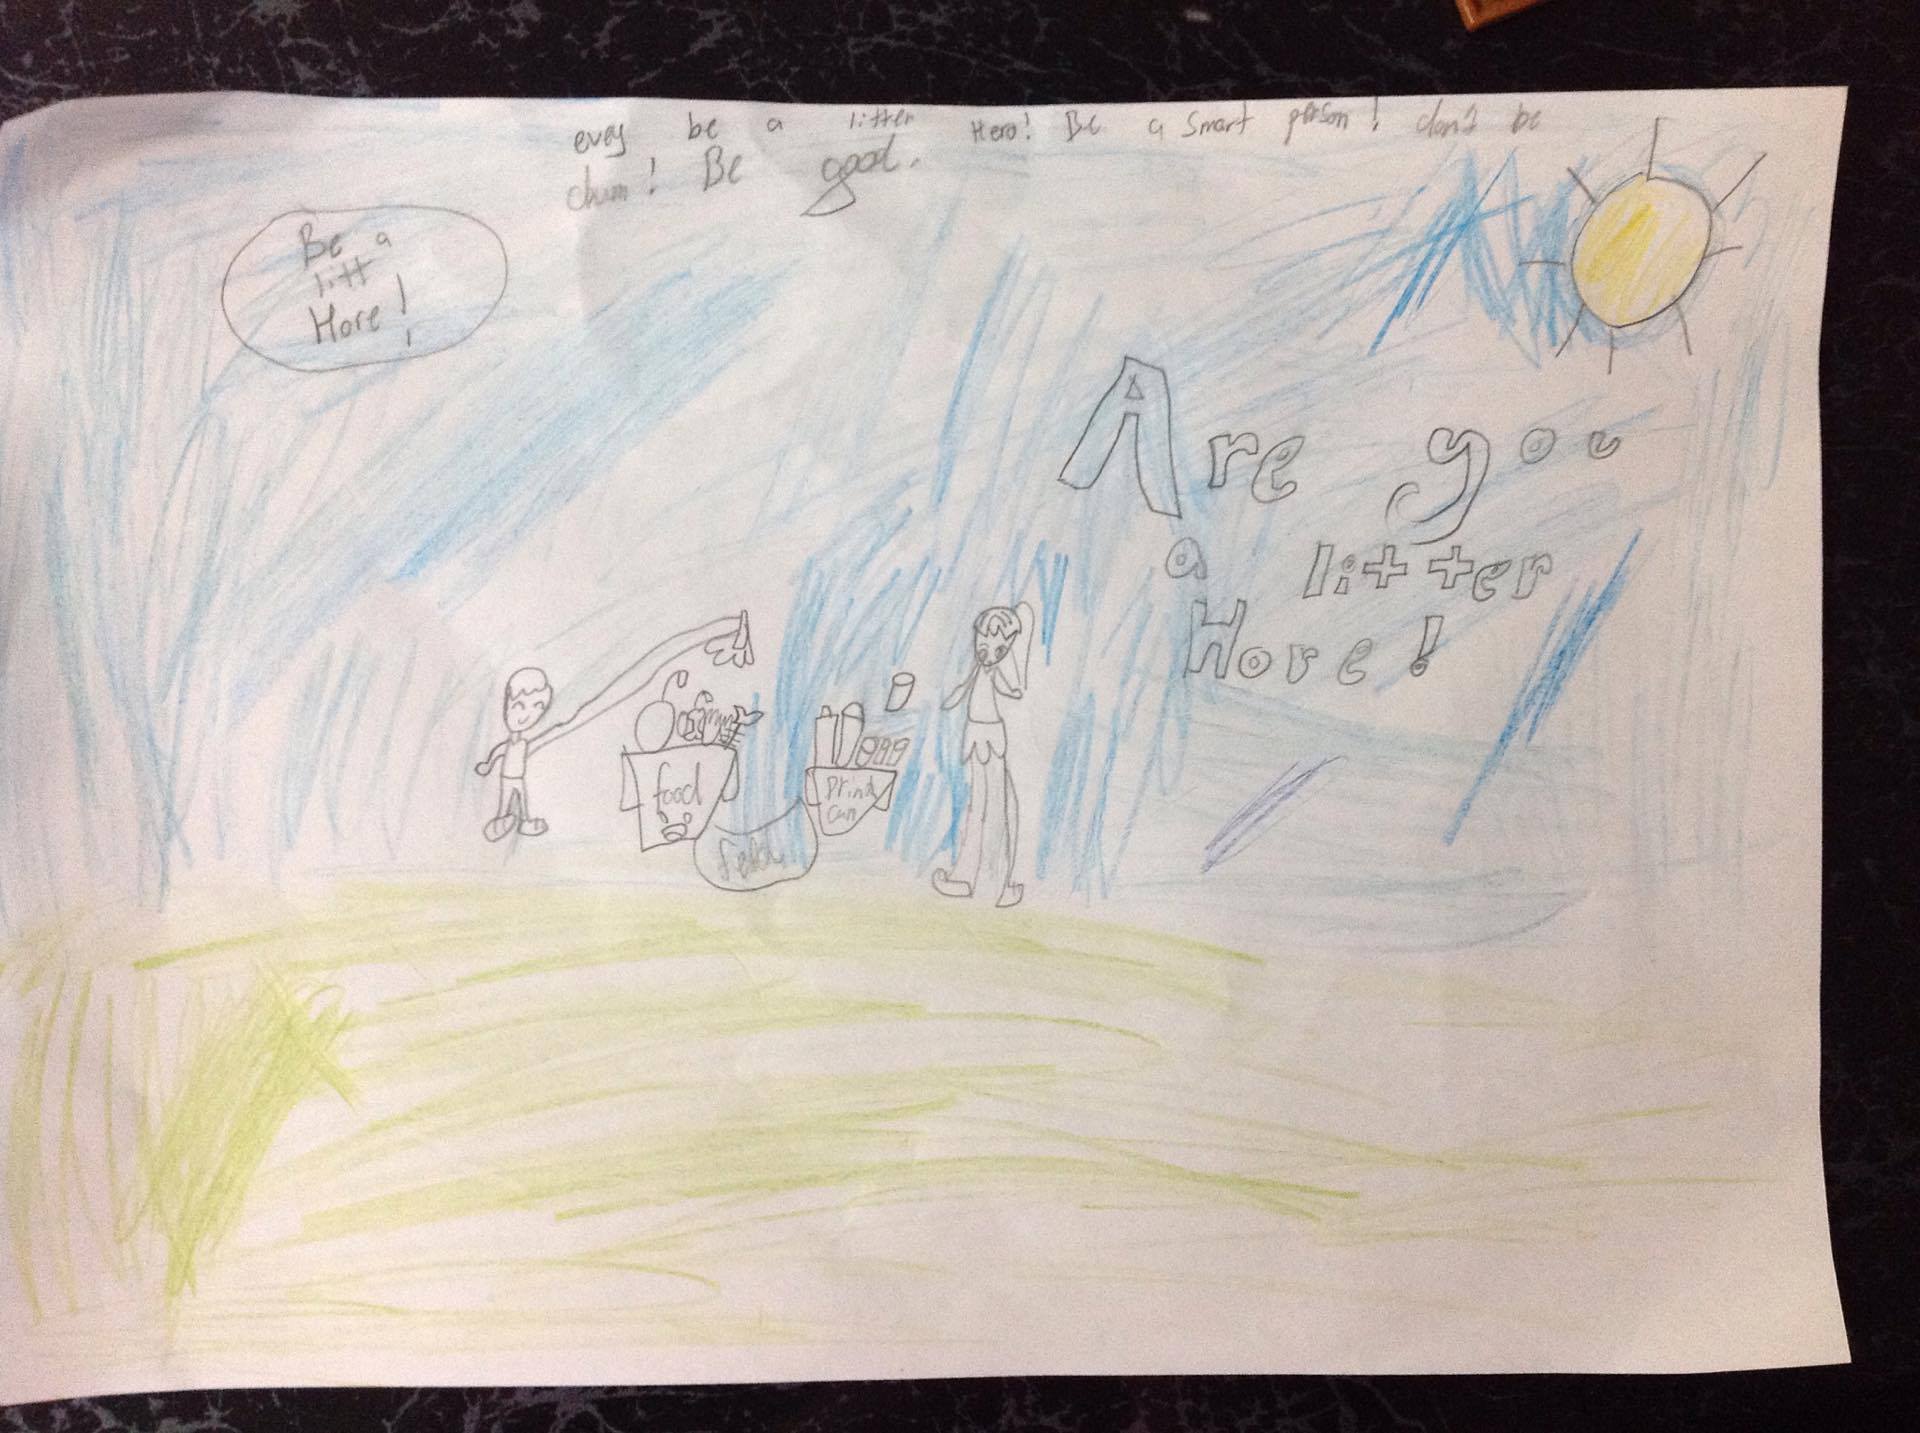 evey be a litter Hero! Be a Smart person! don't be
dum! Be good.
Be a
litt
Hore!
Are you
a litter
Hore!
food
Drink
can